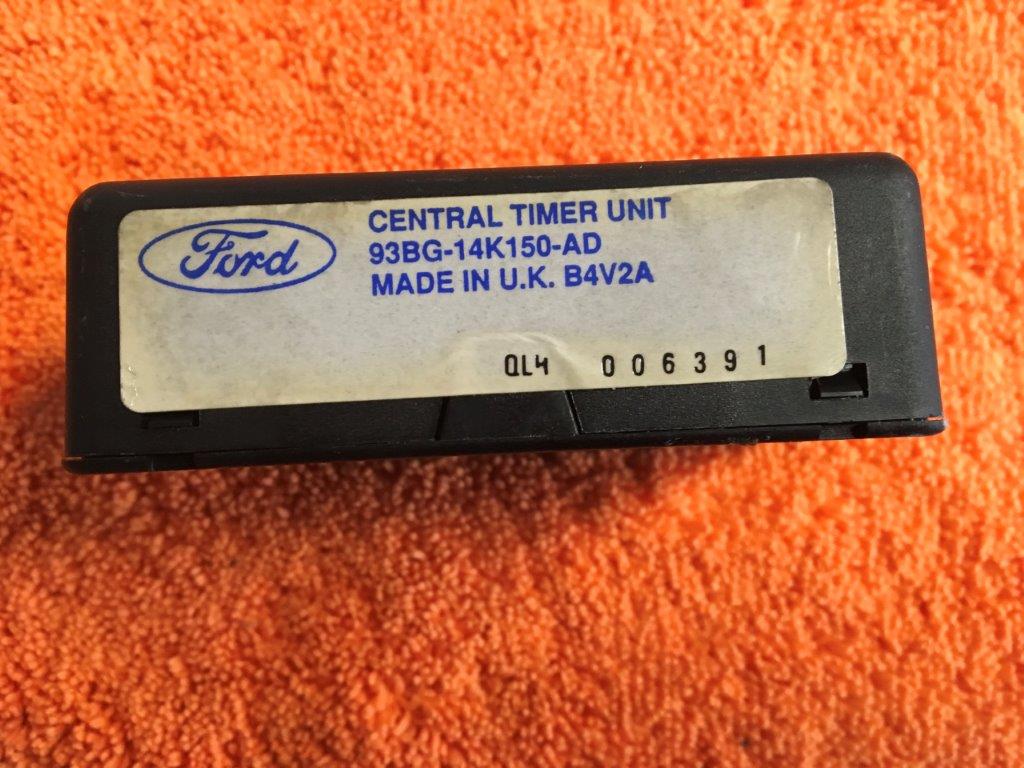 Ford
CENTRAL TIMER UNIT
93BG-14K150-AD
MADE IN U.K. B4V2A
QL4 006391